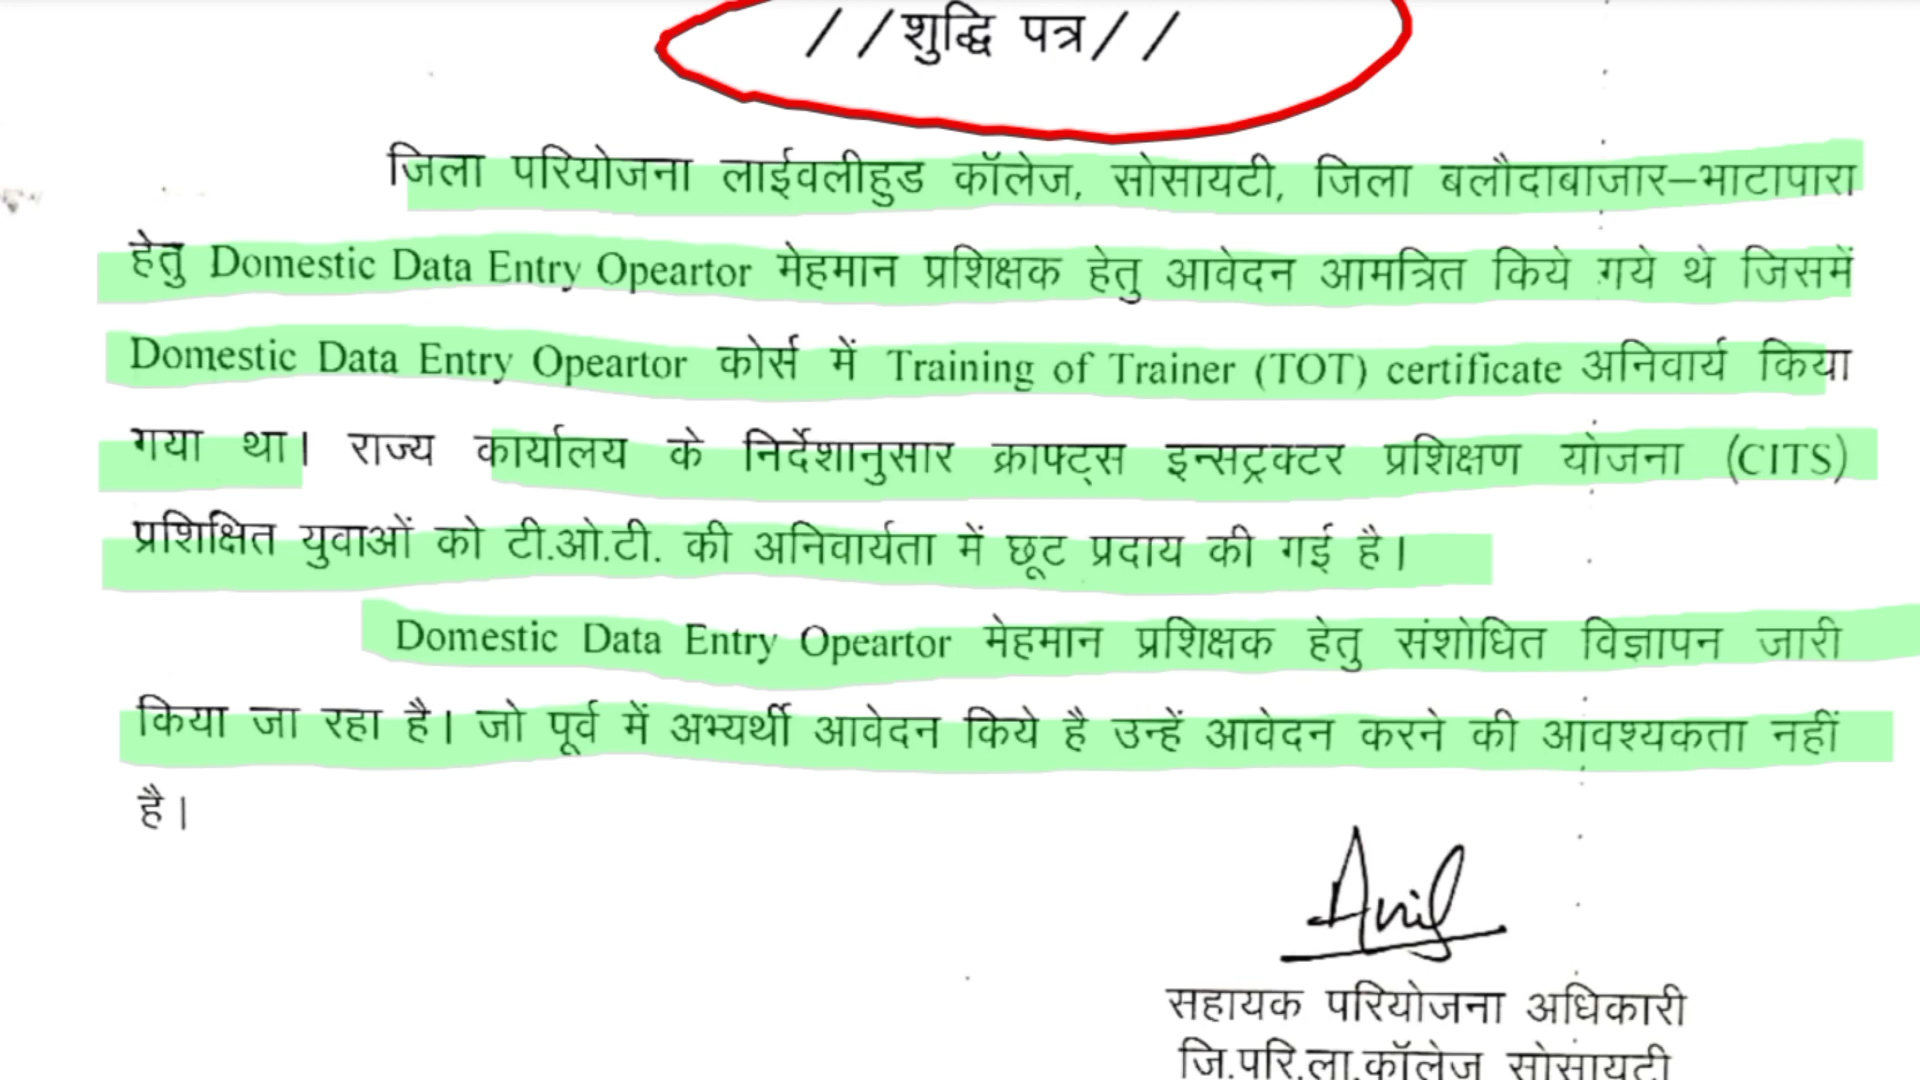 //शुद्धि पत्र//
जिला परियोजना लाईवलीहुड कॉलेज, सोसायटी, जिला बलौदाबाजार–भाटापारा
हेतु Domestic Data Entry Opeartor मेहमान प्रशिक्षक हेतु आवेदन आमत्रित किये गये थे जिसमें
Domestic Data Entry Opeartor कोर्स में Training of Trainer (TOT) certificate अनिवार्य किया
गया था। राज्य कार्यालय के निर्देशानुसार क्राफ्ट्स इन्सट्रक्टर प्रशिक्षण योजना (CITS)
प्रशिक्षित युवाओं को टी.ओ.टी. की अनिवार्यता में छूट प्रदाय की गई है।
Domestic Data Entry Opeartor मेहमान प्रशिक्षक हेतु संशोधित विज्ञापन जारी
किया जा रहा है। जो पूर्व में अभ्यर्थी आवेदन किये है उन्हें आवेदन करने की आवश्यकता नहीं
है।
Anil
सहायक परियोजना अधिकारी
जि.परि.ला.कॉलेज सोसायटी